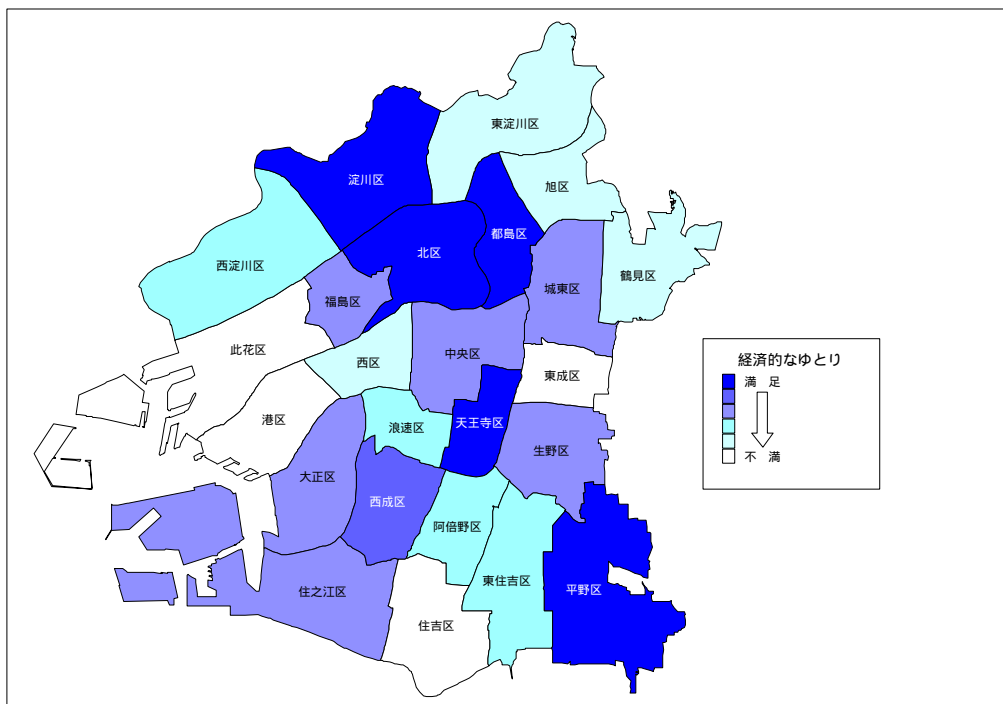 東淀川区
淀川区
旭区
都島区
北区
西淀川区
鶴見区
城東区
福島区
此花区
中央区
西区
東成区
経済的なゆとり
満 足
不 満
港区
浪速区
天王寺区
生野区
大正区
西成区
阿倍野区
東住吉区
平野区
住之江区
住吉区